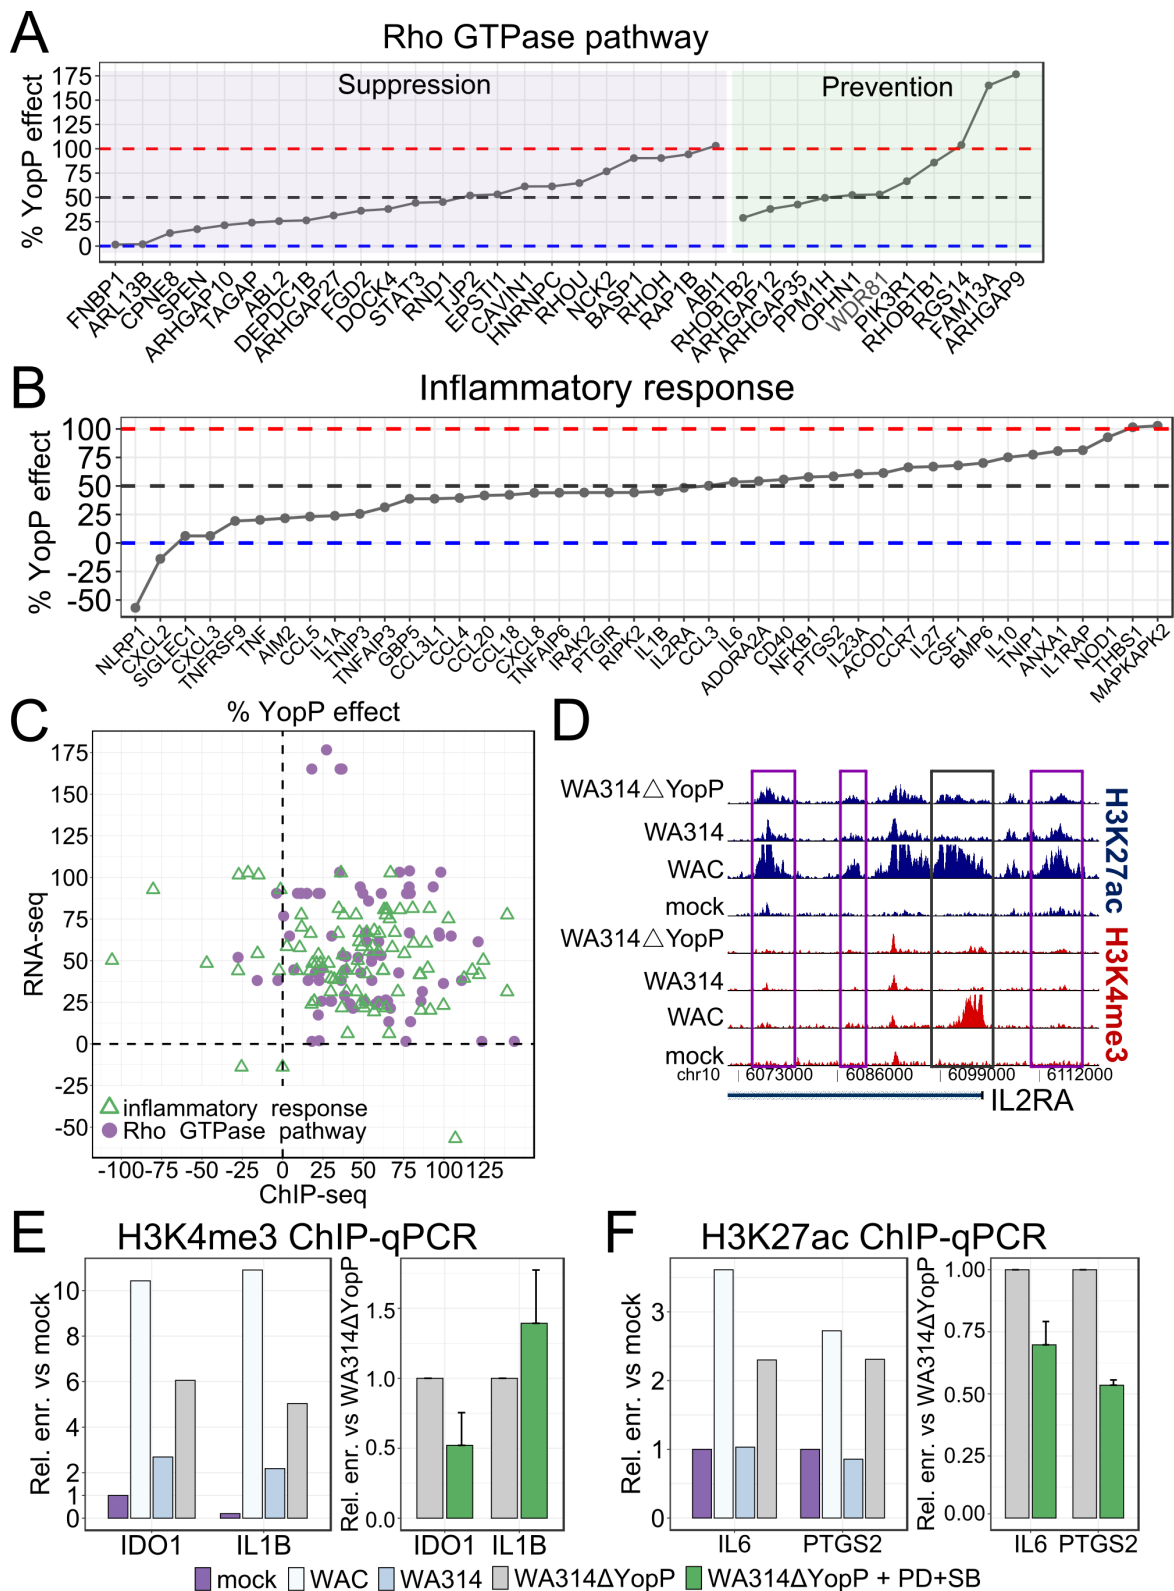 A
Rho GTPase pathway
% YopP effect
175
150
125
100
75
50
25
0
Suppression
Prevention
FNBP1
ARL13B
CPNE8
SPEN
ARHGAP10
TAGAP
ABL2
DEPDC1B
ARHGAP27
FGD2
DOCK4
STAT3
RND1
TJP2
EPSTI1
CAVIN1
HNRNPC
RHOU
NCK2
BASP1
RHOH
RAP1B
ABI1
RHOBTB2
ARHGAP12
ARHGAP35
PPM1H
OPHN1
WDR81
PIK3R1
RHOBTB1
RGS14
FAM13A
ARHGAP9
B
Inflammatory response
% YopP effect
100
75
50
25
0
-25
-50
NLRP1
CXCL2
SIGLEC1
CXCL3
TNFRSF9
TNF
AIM2
CCL5
IL1A
TNIP3
TNFAIP3
GBP5
CCL3L1
CCL4
CCL20
CCL18
CXCL8
TNFAIP6
IRAK2
PTGIR
RIPK2
IL1B
IL2RA
CCL3
IL6
ADORA2A
CD40
NFKB1
PTGS2
IL23A
ACOD1
CCR7
IL27
CSF1
BMP6
IL10
TNIP1
ANXA1
IL1RAP
NOD1
THBS1
MAPKAPK2
C
% YopP effect
RNA-seq
175
150
125
100
75
50
25
0
-25
-50
inflammatory response
Rho GTPase pathway
-100 -75 -50 -25 0 25 50 75 100 125
ChIP-seq
D
WA314△YopP
WA314
WAC
mock
WA314△YopP
WA314
WAC
mock
H3K27ac
H3K4me3
chr10 6073000 6086000 6099000 6112000
IL2RA
E
H3K4me3 ChIP-qPCR
Rel. enr. vs mock
10
8
6
4
2
1
0
IDO1 IL1B
Rel. enr. vs WA314ΔYopP
1.5
1.0
0.5
0.0
IDO1 IL1B
F
H3K27ac ChIP-qPCR
Rel. enr. vs mock
3
2
1
0
IL6 PTGS2
Rel. enr. vs WA314ΔYopP
1.00
0.75
0.50
0.25
0.00
IL6 PTGS2
mock WAC WA314 WA314ΔYopP WA314ΔYopP + PD+SB